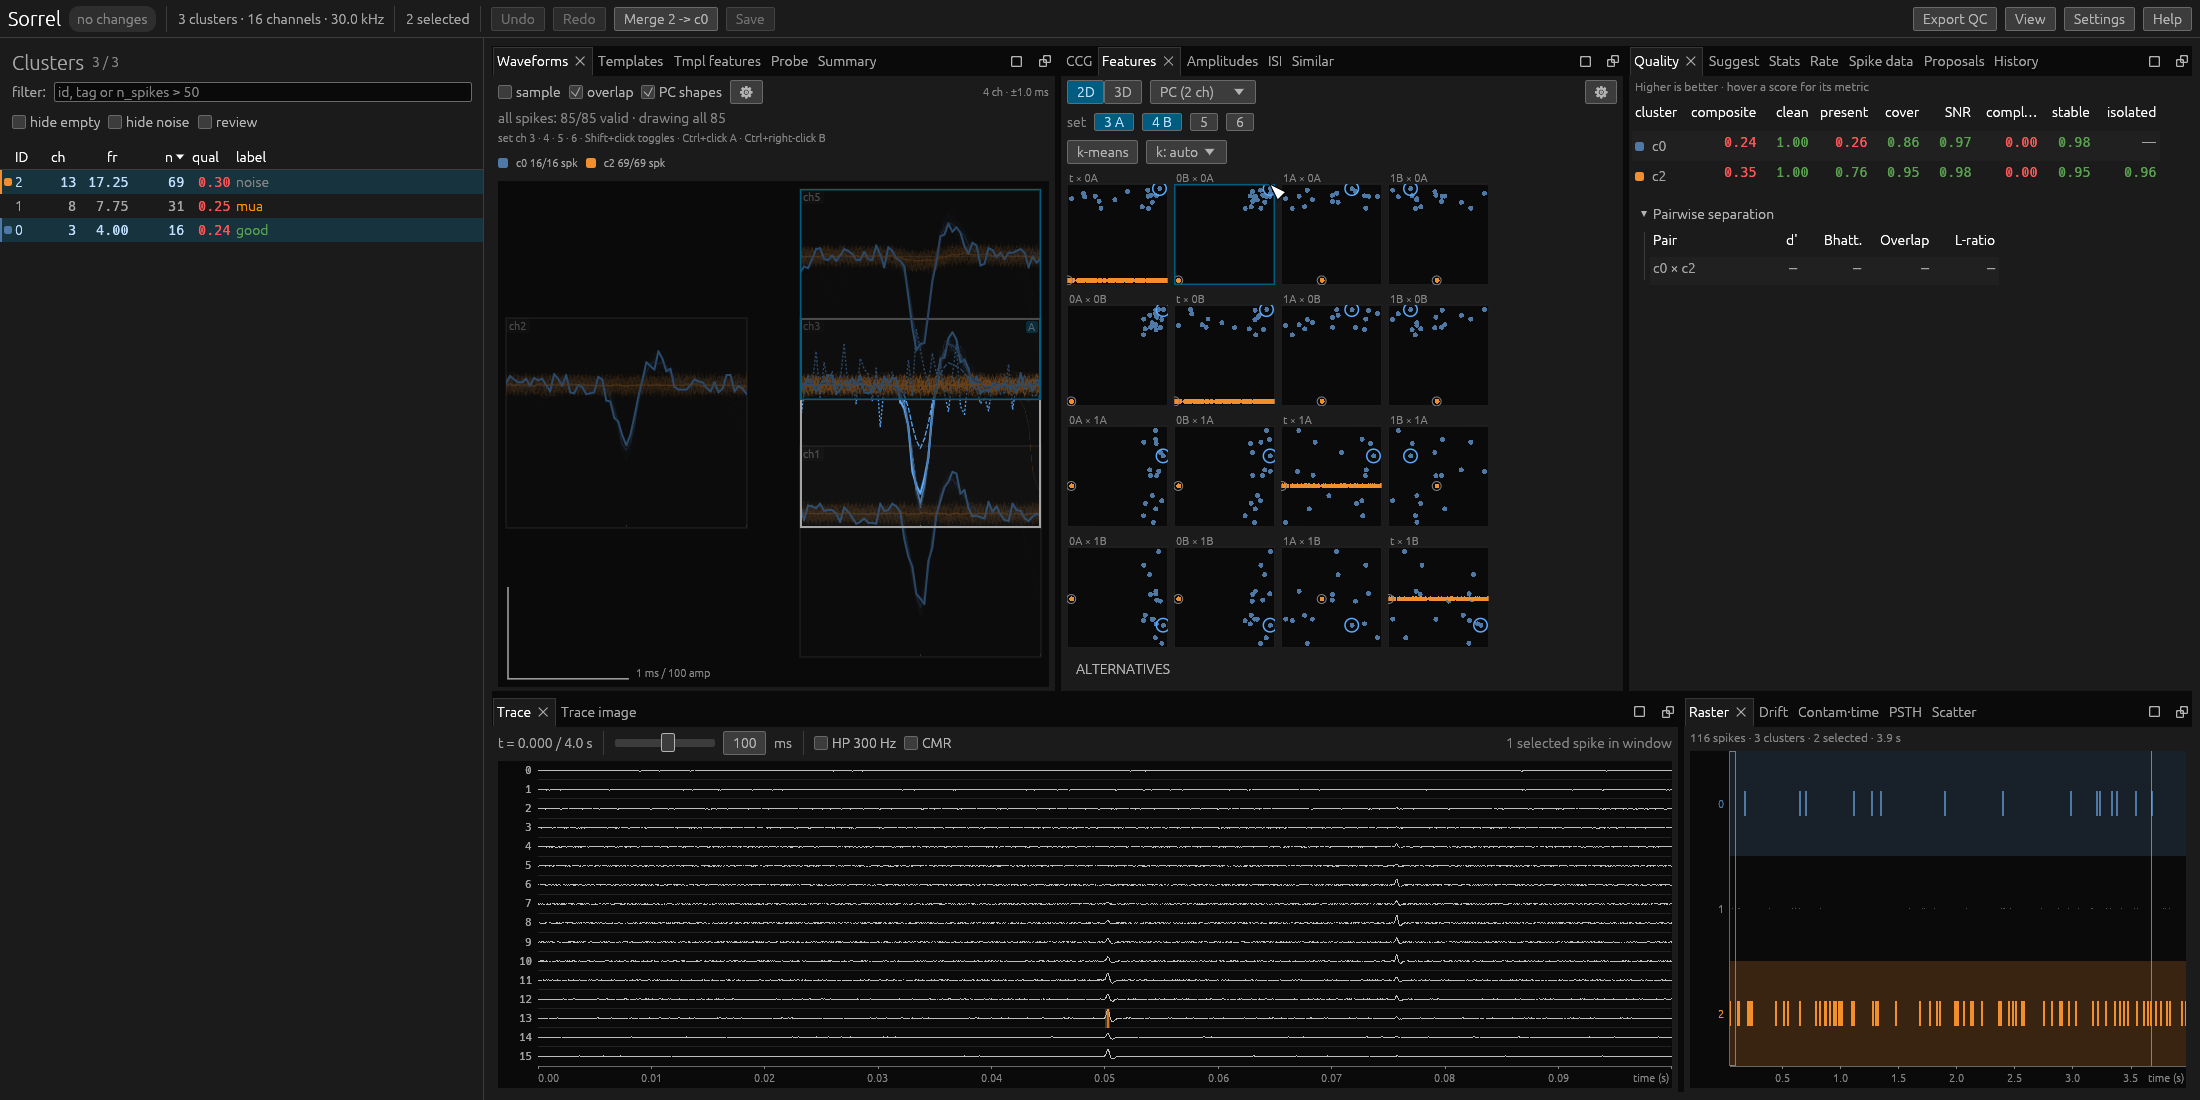 Sorrel no changes 3 clusters · 16 channels · 30.0 kHz 2 selected Undo Redo Merge 2 -> c0 Save Export QC View Settings Help
Clusters 3 / 3
filter: id, tag or n_spikes > 50
hide empty hide noise review
ID ch fr n▼ qual label
2 13 17.25 69 0.30 noise
1 8 7.75 31 0.25 mua
0 3 4.00 16 0.24 good
Waveforms Templates Tmpl features Probe Summary
sample overlap PC shapes 4 ch · ±1.0 ms
all spikes: 85/85 valid · drawing all 85
set ch 3 · 4 · 5 · 6 · Shift+click toggles · Ctrl+click A · Ctrl+right-click B
c0 16/16 spk c2 69/69 spk
ch5
ch3 A
ch2
ch1
1 ms / 100 amp
CCG Features Amplitudes ISI Similar
2D 3D PC (2 ch)
set 3 A 4 B 5 6
k-means k: auto
t × 0A 0B × 0A 1A × 0A 1B × 0A
0A × 0B t × 0B 1A × 0B 1B × 0B
0A × 1A 0B × 1A t × 1A 1B × 1A
0A × 1B 0B × 1B 1A × 1B t × 1B
ALTERNATIVES
Quality Suggest Stats Rate Spike data Proposals History
Higher is better · hover a score for its metric
cluster composite clean present cover SNR compl... stable isolated
c0 0.24 1.00 0.26 0.86 0.97 0.00 0.98 —
c2 0.35 1.00 0.76 0.95 0.98 0.00 0.95 0.96
Pairwise separation
Pair d' Bhatt. Overlap L-ratio
c0 × c2 – – – –
Trace Trace image
t = 0.000 / 4.0 s 100 ms HP 300 Hz CMR 1 selected spike in window
0
1
2
3
4
5
6
7
8
9
10
11
12
13
14
15
0.00 0.01 0.02 0.03 0.04 0.05 0.06 0.07 0.08 0.09 time (s)
Raster Drift Contam·time PSTH Scatter
116 spikes · 3 clusters · 2 selected · 3.9 s
0
1
2
0.5 1.0 1.5 2.0 2.5 3.0 3.5 time (s)